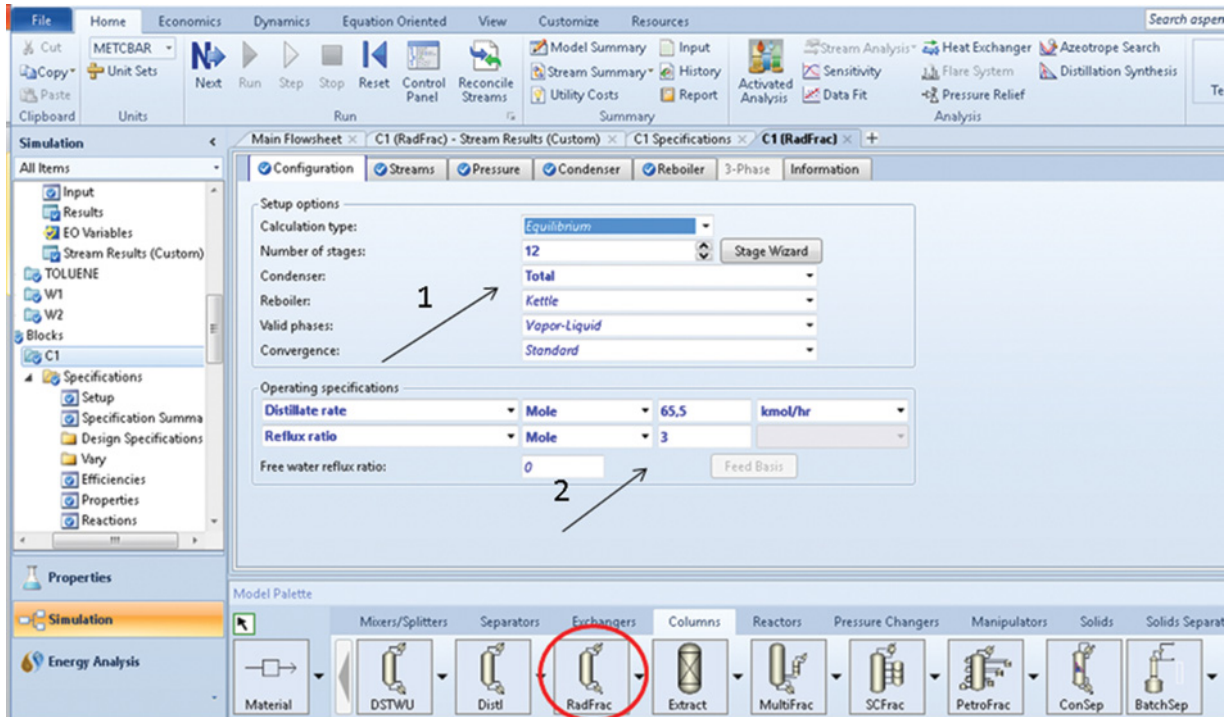 File Home Economics Dynamics Equation Oriented View Customize Resources Search aspen
Cut METCBAR Model Summary Input Stream Analysis Heat Exchanger Azeotrope Search
Copy Unit Sets Next Run Step Stop Reset Control Panel Reconcile Streams Stream Summary History Activated Analysis Sensitivity Flare System Distillation Synthesis
Paste Utility Costs Report Data Fit Pressure Relief
Clipboard Units Run Summary Analysis
Simulation Main Flowsheet C1 (RadFrac) - Stream Results (Custom) C1 Specifications C1 (RadFrac) +
All Items
Input
Results
EO Variables
Stream Results (Custom)
TOLUENE
W1
W2
Blocks
C1
Specifications
Setup
Specification Summa
Design Specifications
Vary
Efficiencies
Properties
Reactions
Properties
Simulation
Energy Analysis
Configuration Streams Pressure Condenser Reboiler 3-Phase Information
Setup options
Calculation type: Equilibrium
Number of stages: 12 Stage Wizard
Condenser: Total
Reboiler: Kettle
Valid phases: Vapor-Liquid
Convergence: Standard
1
Operating specifications
Distillate rate Mole 65,5 kmol/hr
Reflux ratio Mole 3
Free water reflux ratio: 0 Feed Basis
2
Model Palette
Mixers/Splitters Separators Exchangers Columns Reactors Pressure Changers Manipulators Solids Solids Separat
Material DSTWU Distl RadFrac Extract MultiFrac SCFrac PetroFrac ConSep BatchSep